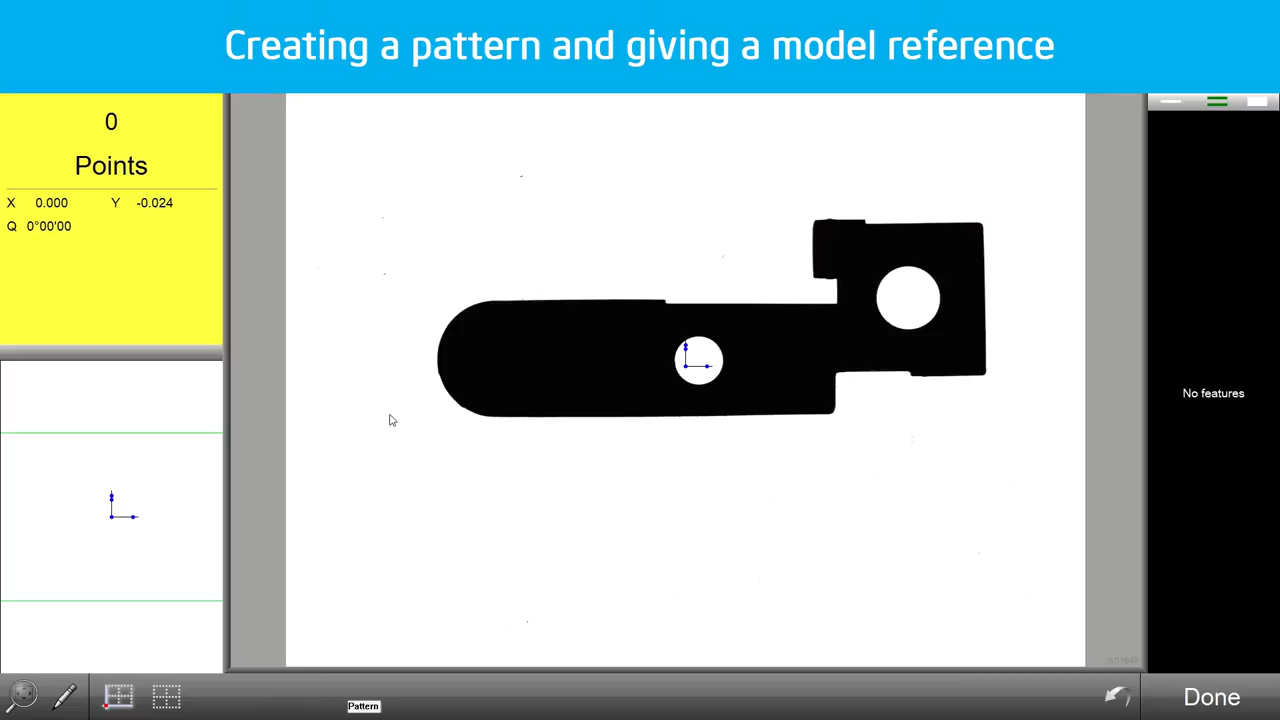 Creating a pattern and giving a model reference
0
Points
X 0.000 Y -0.024
Q 0°00'00
No features
Pattern
Done